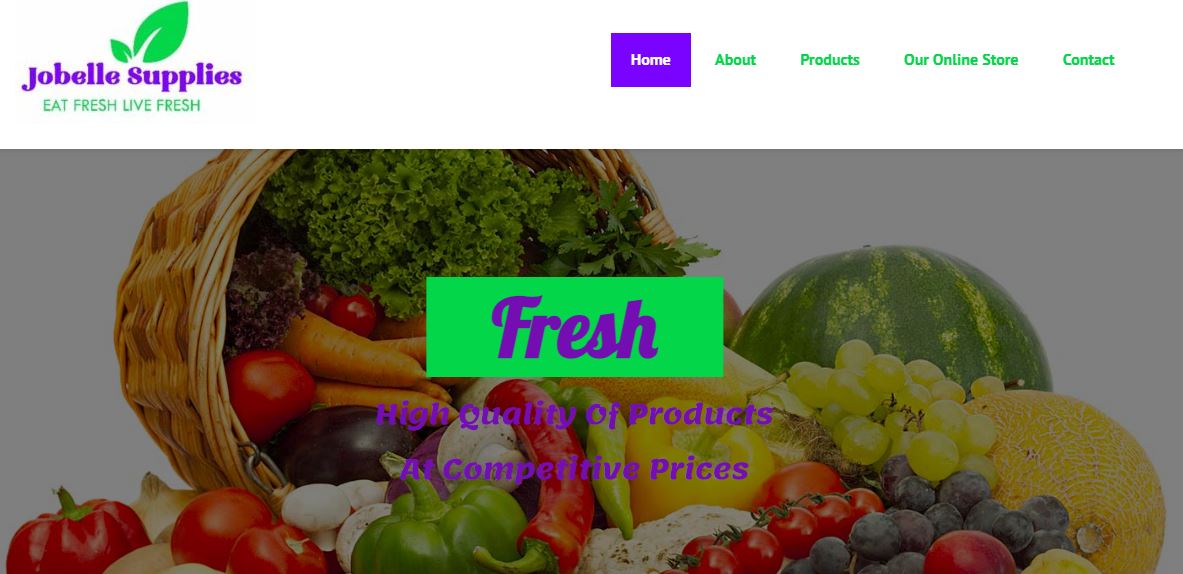 Jobelle Supplies
EAT FRESH LIVE FRESH
Home About Products Our Online Store Contact
Fresh
High Quality Of Products
At Competitive Prices